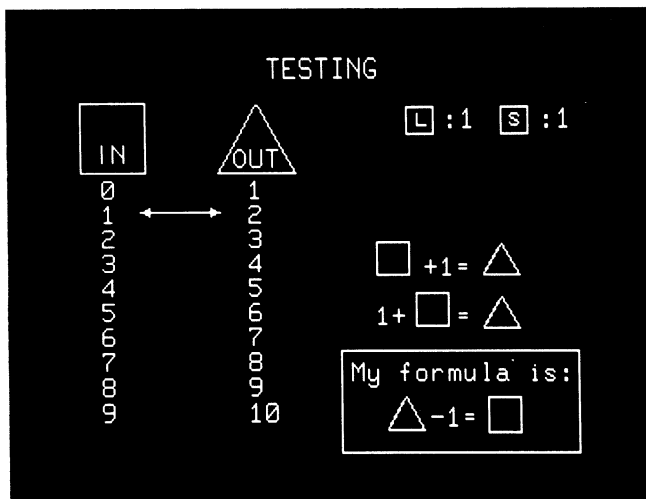 TESTING
L :1 S :1
IN OUT
0 1
1 2
2 3
3 4
4 5
5 6
6 7
7 8
8 9
9 10
□ +1= △
1+ □ = △
My formula is:
△-1= □